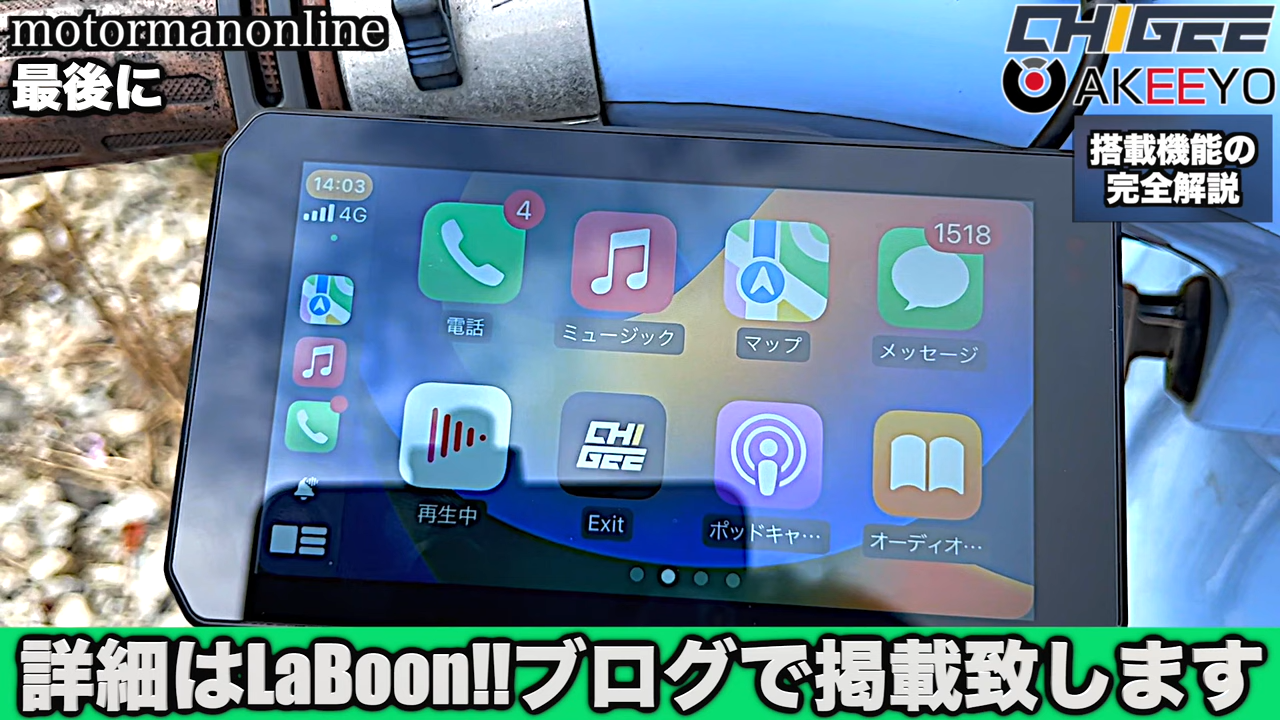 motormanonline
最後に
CHIGEE
AKEEYO
搭載機能の
完全解説
14:03
4G
4
1518
電話
ミュージック
マップ
メッセージ
CHI
GEE
再生中
Exit
ポッドキャ…
オーディオ…
詳細はLaBoon!!ブログで掲載致します